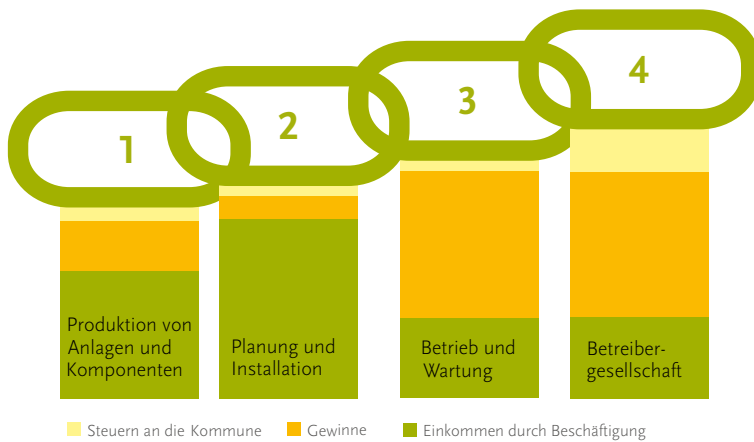 1
2
3
4
Produktion von
Anlagen und
Komponenten
Planung und
Installation
Betrieb und
Wartung
Betreiber-
gesellschaft
Steuern an die Kommune
Gewinne
Einkommen durch Beschäftigung